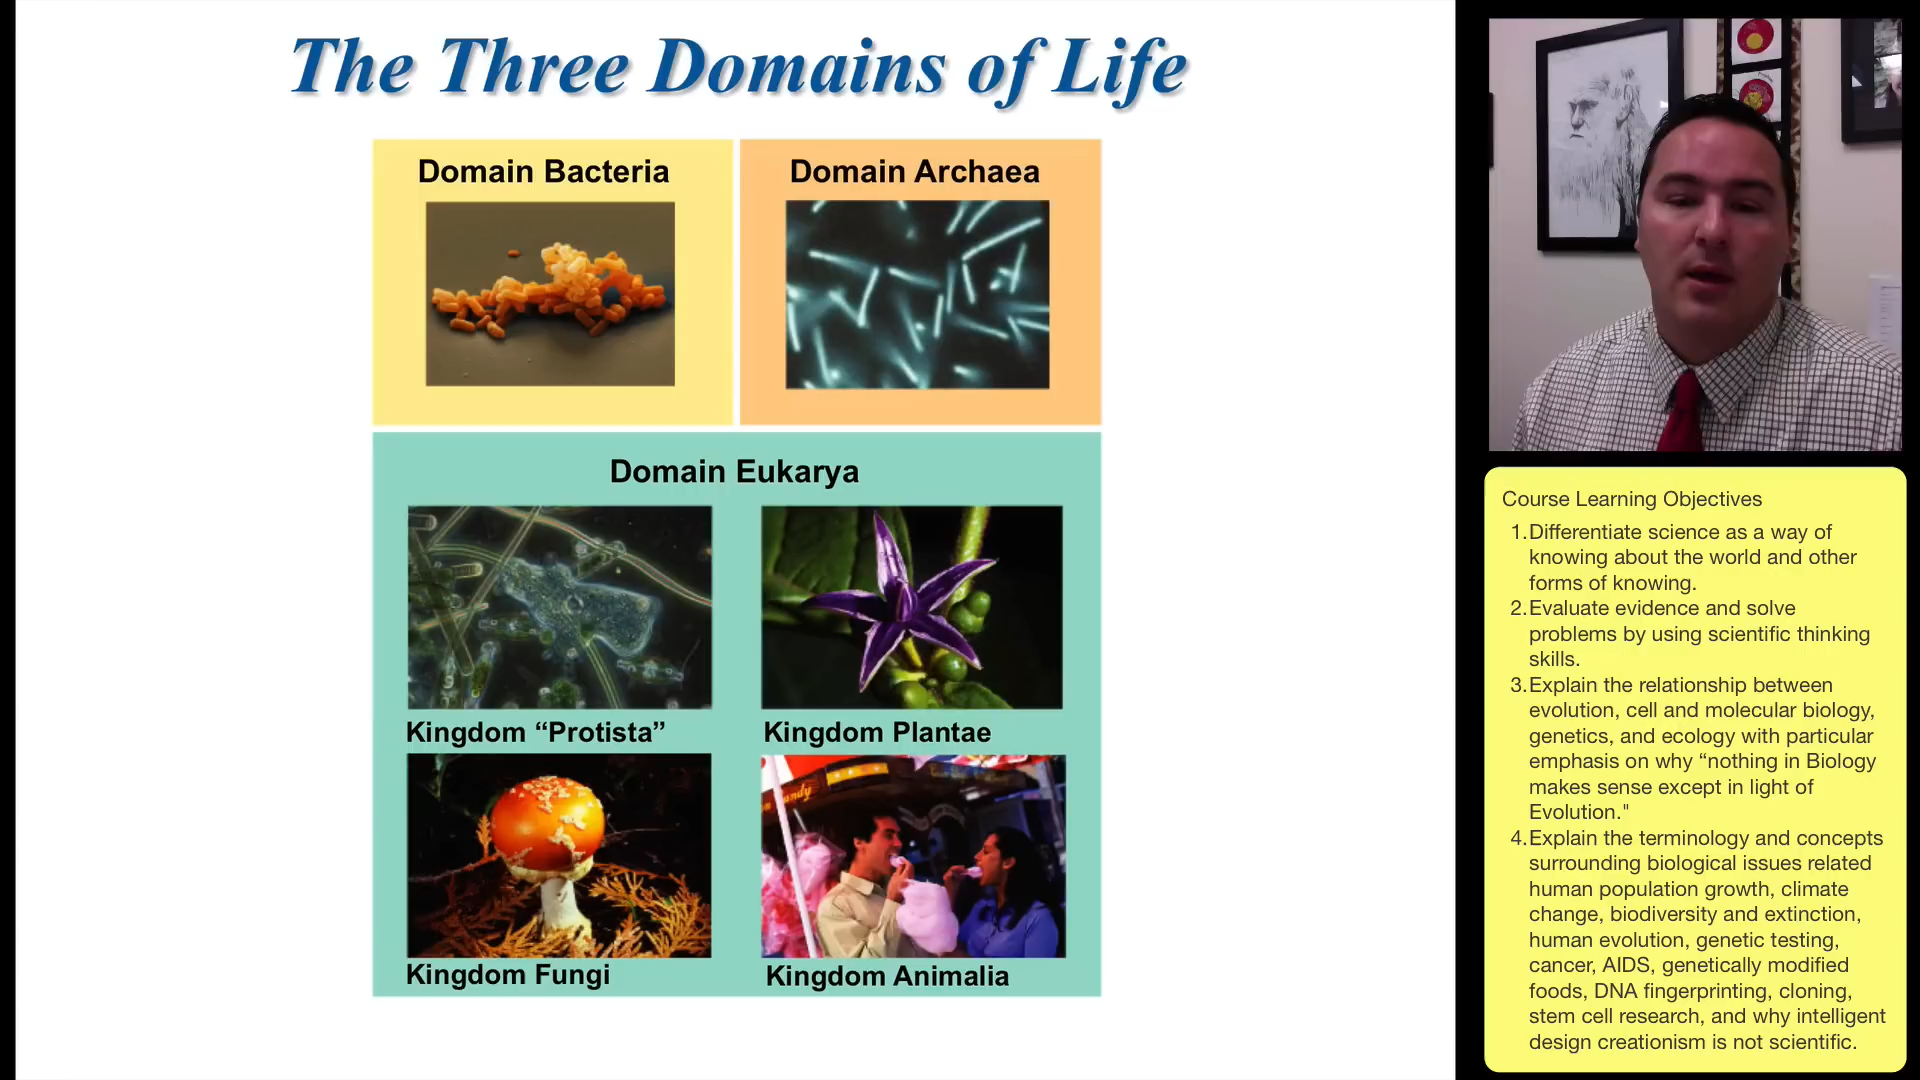 The Three Domains of Life
Domain Bacteria
Domain Archaea
Domain Eukarya
Kingdom “Protista”
Kingdom Plantae
Kingdom Fungi
Kingdom Animalia
Course Learning Objectives
1.Differentiate science as a way of
knowing about the world and other
forms of knowing.
2.Evaluate evidence and solve
problems by using scientific thinking
skills.
3.Explain the relationship between
evolution, cell and molecular biology,
genetics, and ecology with particular
emphasis on why “nothing in Biology
makes sense except in light of
Evolution."
4.Explain the terminology and concepts
surrounding biological issues related
human population growth, climate
change, biodiversity and extinction,
human evolution, genetic testing,
cancer, AIDS, genetically modified
foods, DNA fingerprinting, cloning,
stem cell research, and why intelligent
design creationism is not scientific.